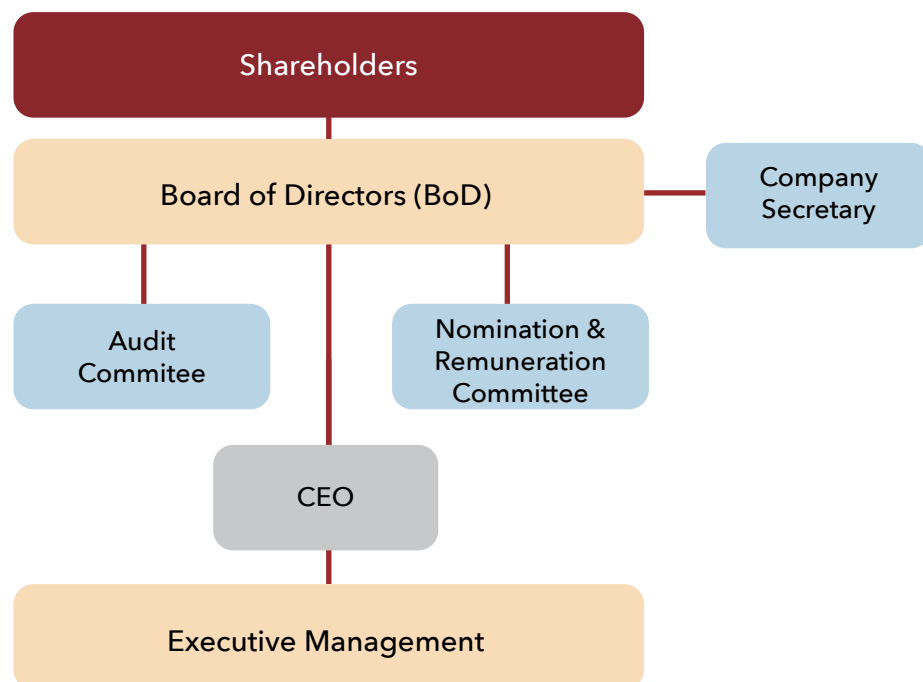 Shareholders
Board of Directors (BoD)
Company
Secretary
Audit
Commitee
Nomination &
Remuneration
Committee
CEO
Executive Management